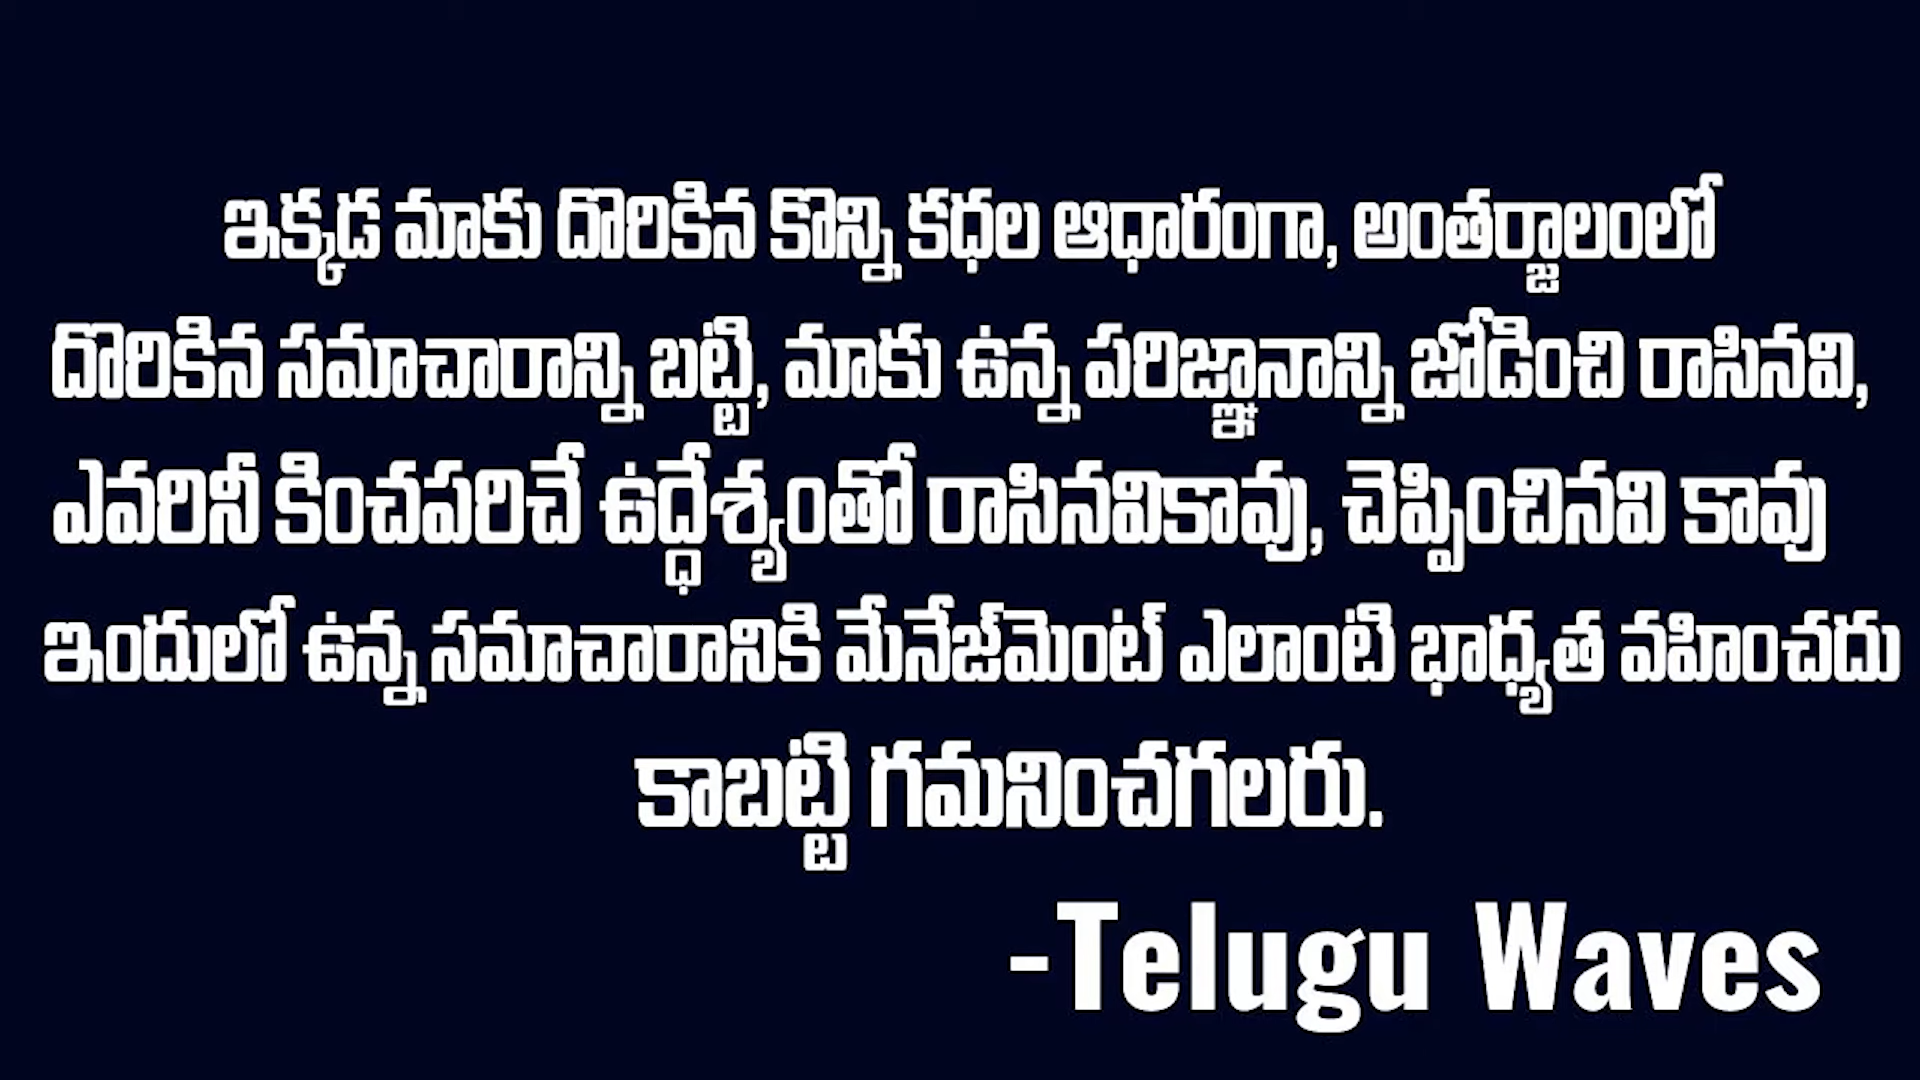 ఇక్కడ మాకు దొరికిన కొన్ని కధల ఆధారంగా, అంతర్జాలంలో
దొరికిన సమాచారాన్ని బట్టి, మాకు ఉన్న పరిజ్ఞానాన్ని జోడించి రాసినవి,
ఎవరినీ కించపరిచే ఉద్ధేశ్యంతో రాసినవికావు, చెప్పించినవి కావు
ఇందులో ఉన్న సమాచారానికి మేనేజ్‌మెంట్ ఎలాంటి భాధ్యత వహించదు
కాబట్టి గమనించగలరు.
-Telugu Waves